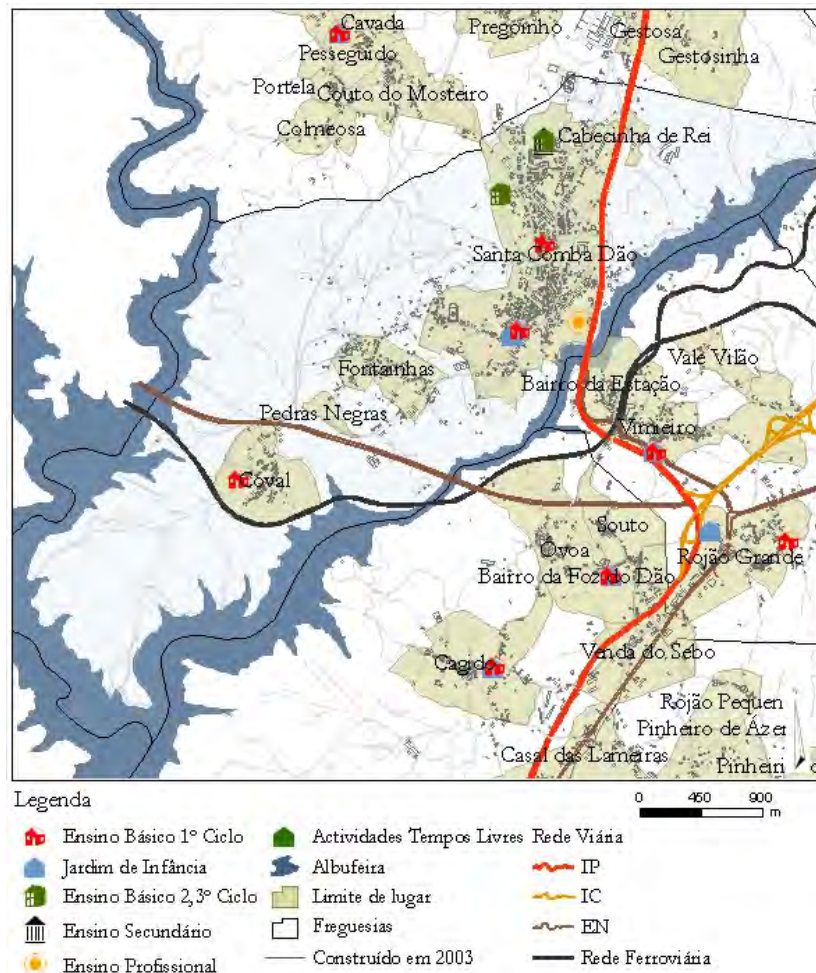 Cavada
Pregoinho
Gestosa
Pesseguido
Gestosinha
Portela
Couto do Mosteiro
Colmeosa
Cabecinha de Rei
Santa Comba Dão
Fontainhas
Vale Vilão
Bairro da Estação
Pedras Negras
Vimieiro
Coval
Souto
Óvoa
Rojão Grande
Bairro da Foz do Dão
Cagido
Venda do Sebo
Rojão Pequen
Pinheiro de Ázer
Casal das Lameiras
Pinheiri
Legenda
0 450 900
m
Ensino Básico 1º Ciclo
Actividades Tempos Livres
Rede Viária
Jardim de Infância
Albufeira
IP
Ensino Básico 2,3º Ciclo
Limite de lugar
IC
Ensino Secundário
Freguesias
EN
Ensino Profissional
Construído em 2003
Rede Ferroviária